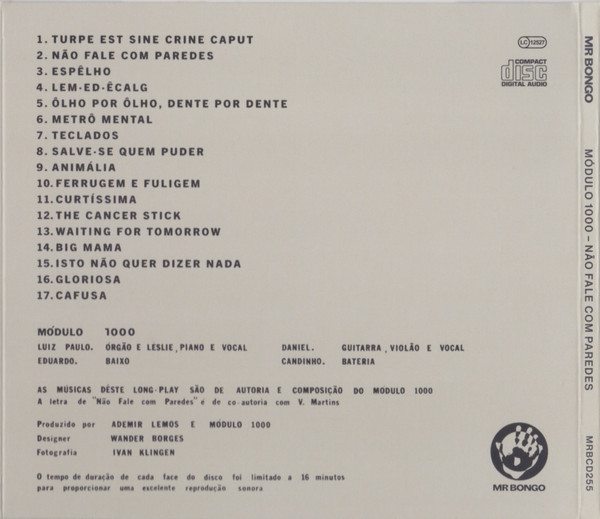 1. TURPE EST SINE CRINE CAPUT
2. NÃO FALE COM PAREDES
3. ESPÊLHO
4. LEM-ED-ÊCALG
5. ÔLHO POR ÔLHO, DENTE POR DENTE
6. METRÔ MENTAL
7. TECLADOS
8. SALVE-SE QUEM PUDER
9. ANIMÁLIA
10. FERRUGEM E FULIGEM
11. CURTÍSSIMA
12. THE CANCER STICK
13. WAITING FOR TOMORROW
14. BIG MAMA
15. ISTO NÃO QUER DIZER NADA
16. GLORIOSA
17. CAFUSA
LC 12527
COMPACT
disc
DIGITAL AUDIO
MÓDULO 1000
LUIZ PAULO. ÓRGÃO E LESLIE, PIANO E VOCAL DANIEL. GUITARRA, VIOLÃO E VOCAL
EDUARDO. BAIXO CANDINHO. BATERIA
AS MÚSICAS DÊSTE LONG-PLAY SÃO DE AUTORIA E COMPOSIÇÃO DO MÓDULO 1000
A letra de "Não Fale com Paredes" é de co-autoria com V. Martins
Produzido por ADEMIR LEMOS E MÓDULO 1000
Designer WANDER BORGES
Fotografia IVAN KLINGEN
O tempo de duração de cada face do disco foi limitado a 16 minutos
para proporcionar uma excelente reprodução sonora
MR BONGO
MR BONGO
MÓDULO 1000 – NÃO FALE COM PAREDES
MRBCD255